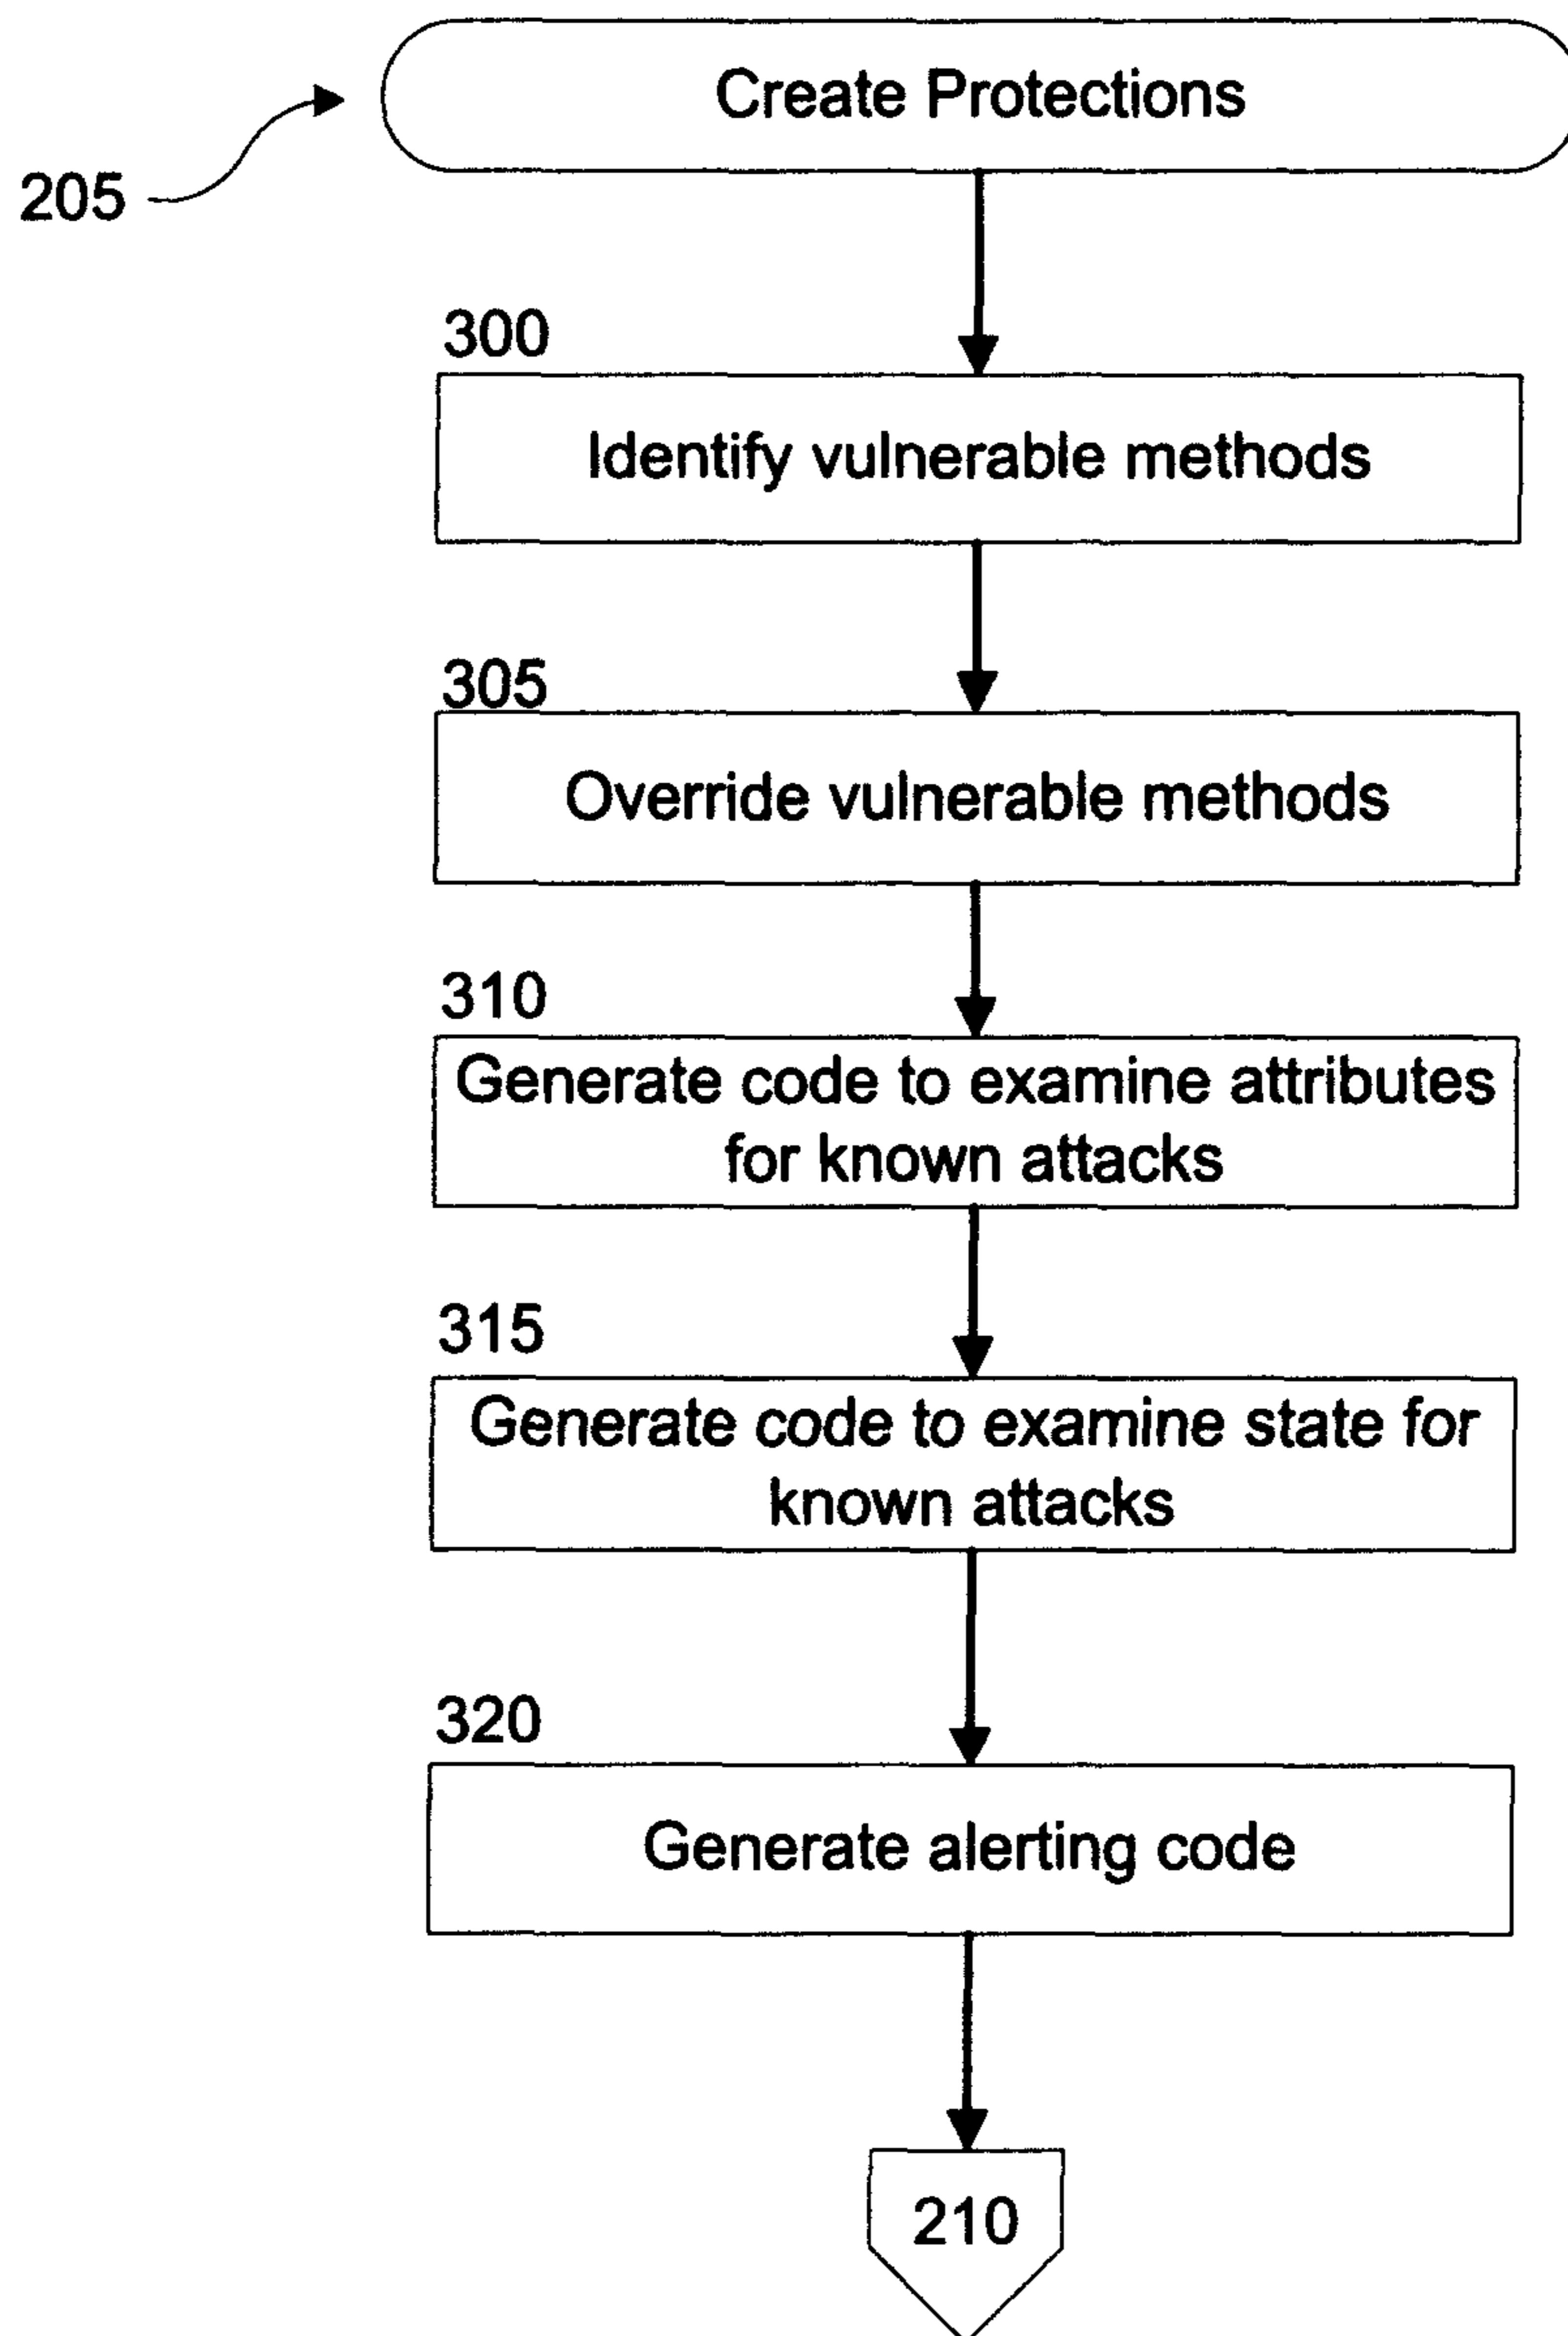 Create Protections
205
300
Identify vulnerable methods
305
Override vulnerable methods
310
Generate code to examine attributes
for known attacks
315
Generate code to examine state for
known attacks
320
Generate alerting code
210